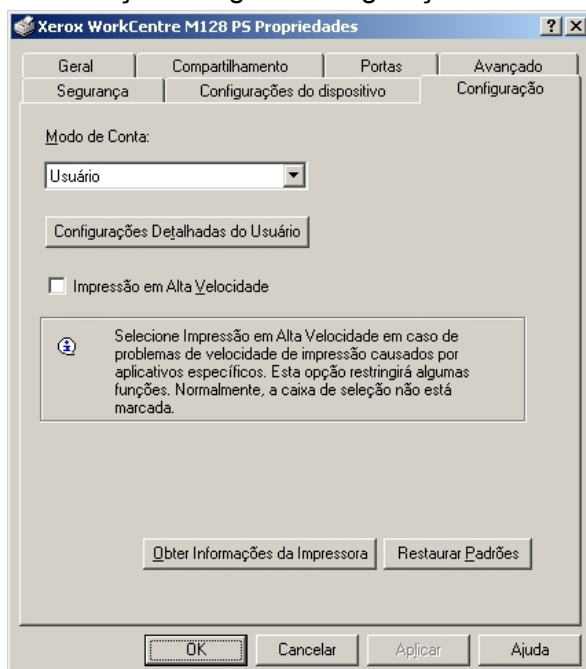 Xerox WorkCentre M128 PS Propriedades
Geral Compartilhamento Portas Avançado
Segurança Configurações do dispositivo Configuração
Modo de Conta:
Usuário
Configurações Detalhadas do Usuário
Impressão em Alta Velocidade
Selecione Impressão em Alta Velocidade em caso de
problemas de velocidade de impressão causados por
aplicativos específicos. Esta opção restringirá algumas
funções. Normalmente, a caixa de seleção não está
marcada.
Obter Informações da Impressora Restaurar Padrões
OK Cancelar Aplicar Ajuda